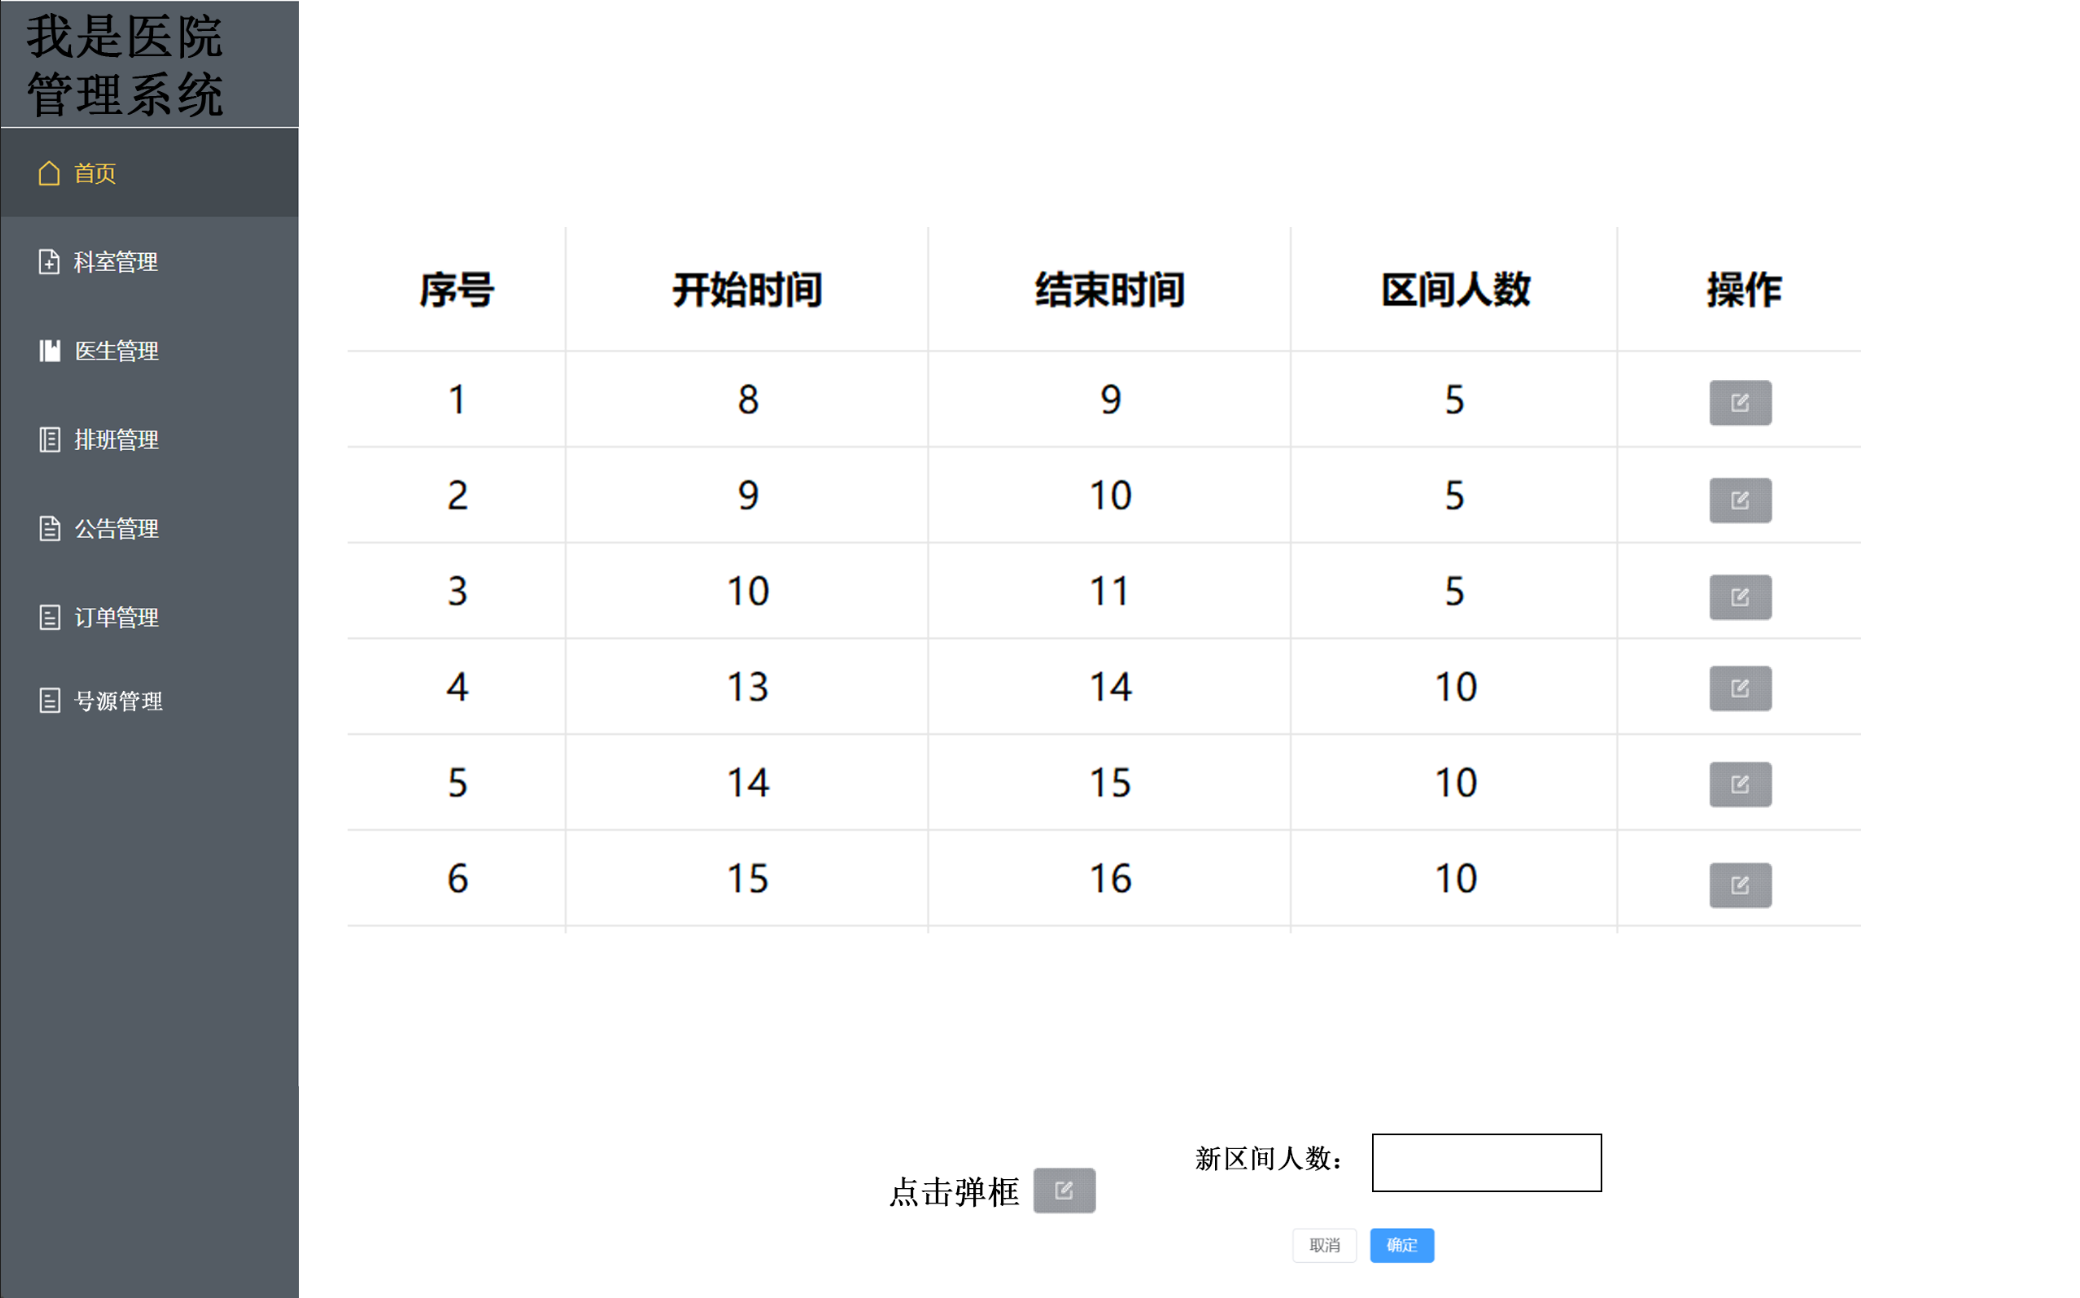 我是医院
管理系统
首页
科室管理
医生管理
排班管理
公告管理
订单管理
号源管理
序号 开始时间 结束时间 区间人数 操作
1 8 9 5
2 9 10 5
3 10 11 5
4 13 14 10
5 14 15 10
6 15 16 10
新区间人数：
点击弹框
取消 确定